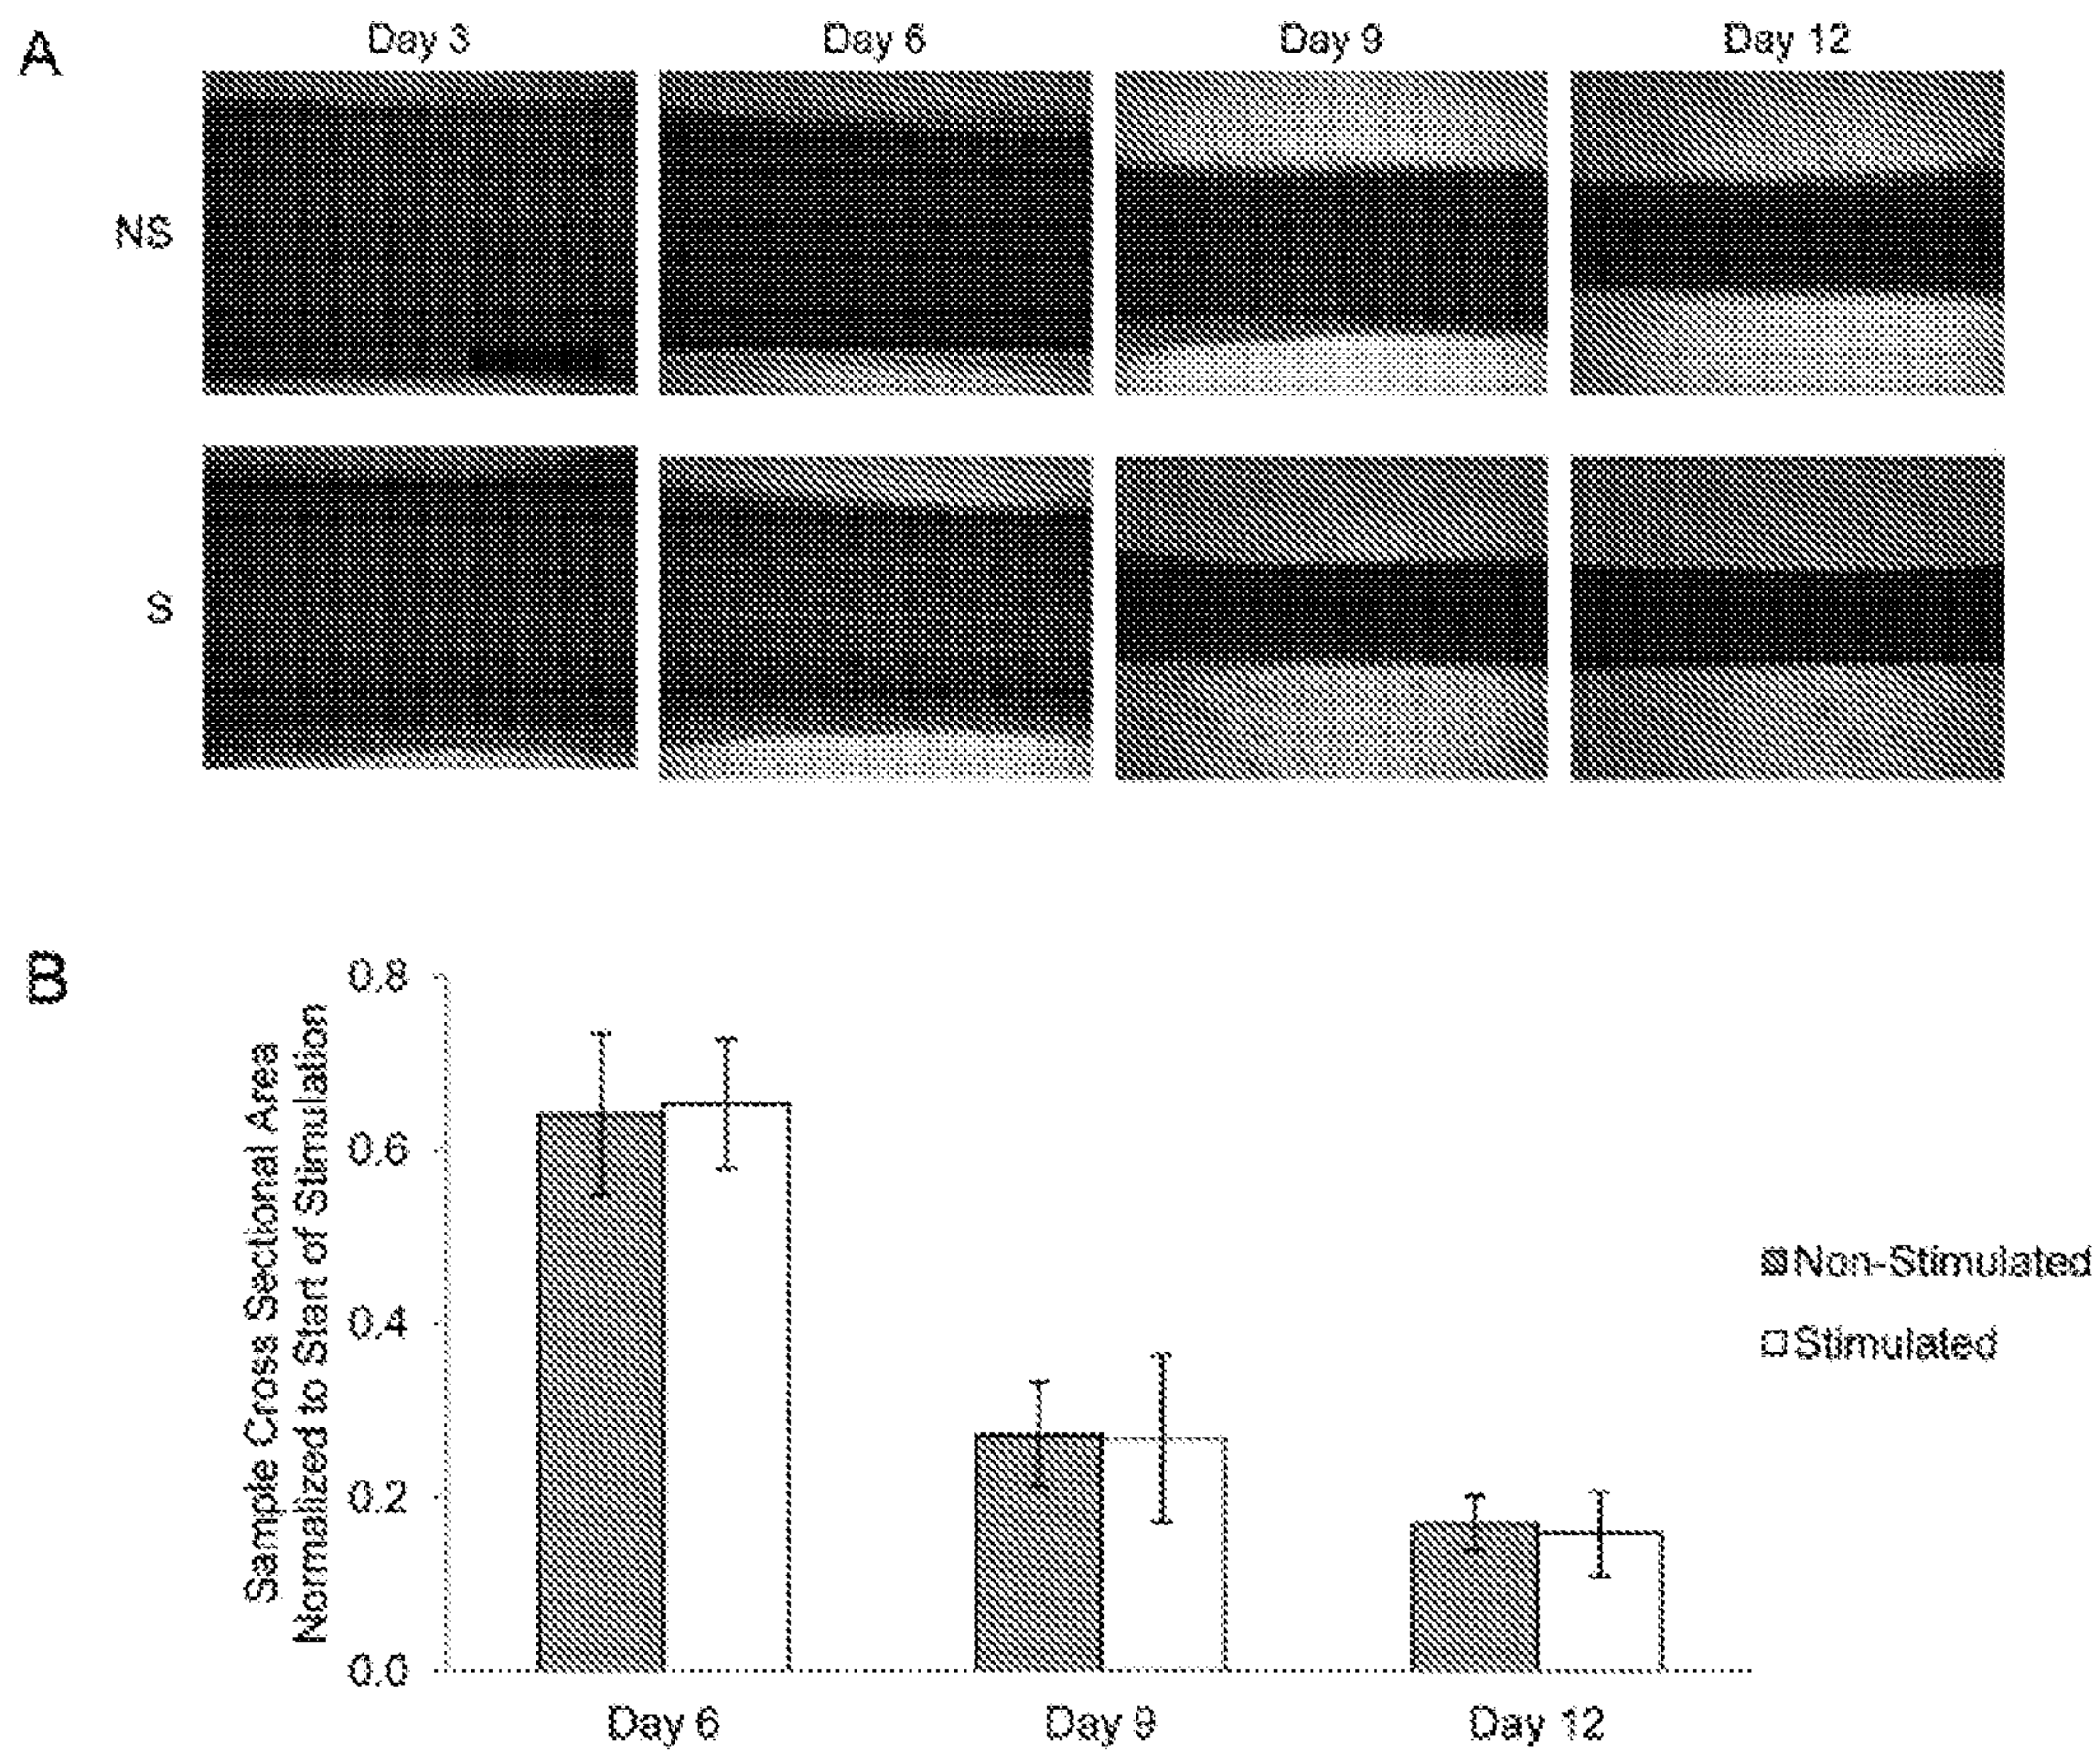 A
Day 3 Day 6 Day 9 Day 12
NS
S
B
Sample Cross Sectional Area
Normalized to Start of Stimulation
0.8
0.6
0.4
0.2
0.0
Non-Stimulated
Stimulated
Day 6 Day 9 Day 12